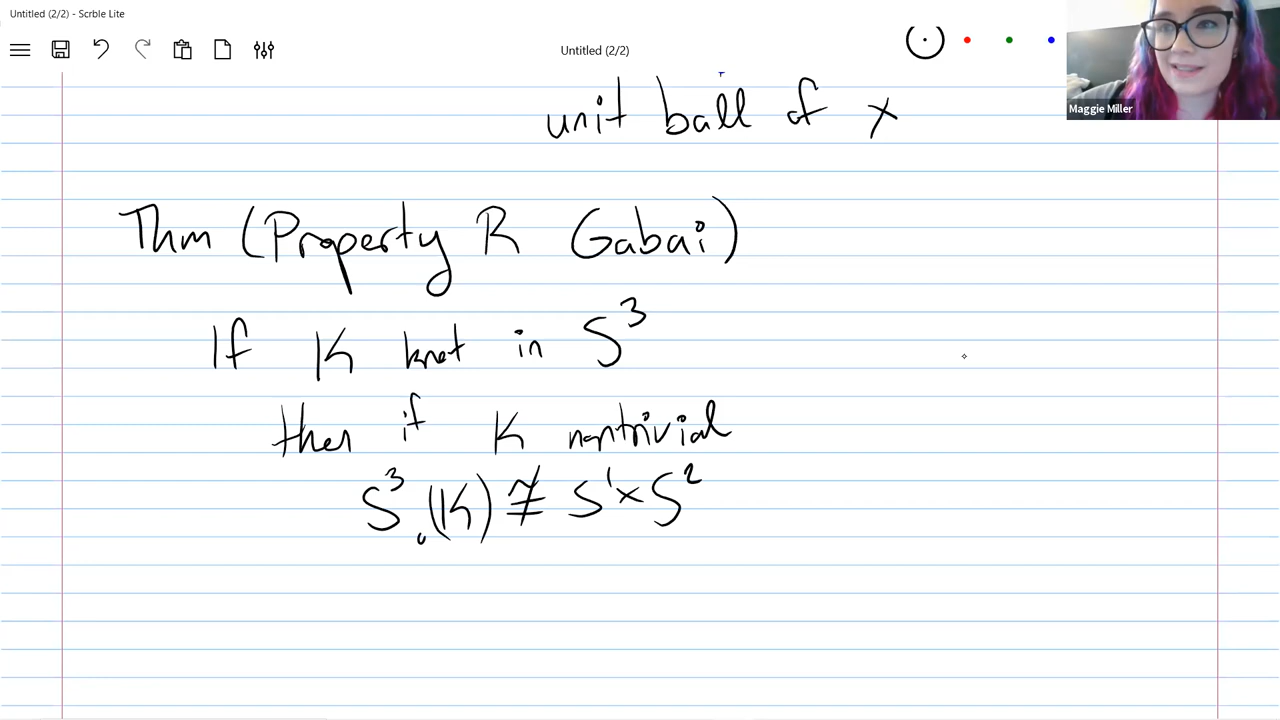 Untitled (2/2) - Scrble Lite
Untitled (2/2)
Maggie Miller
unit ball of x
Thm (Property R Gabai)
If K knot in S³
then if K nontrivial
S³₀(K) ≇ S¹×S²